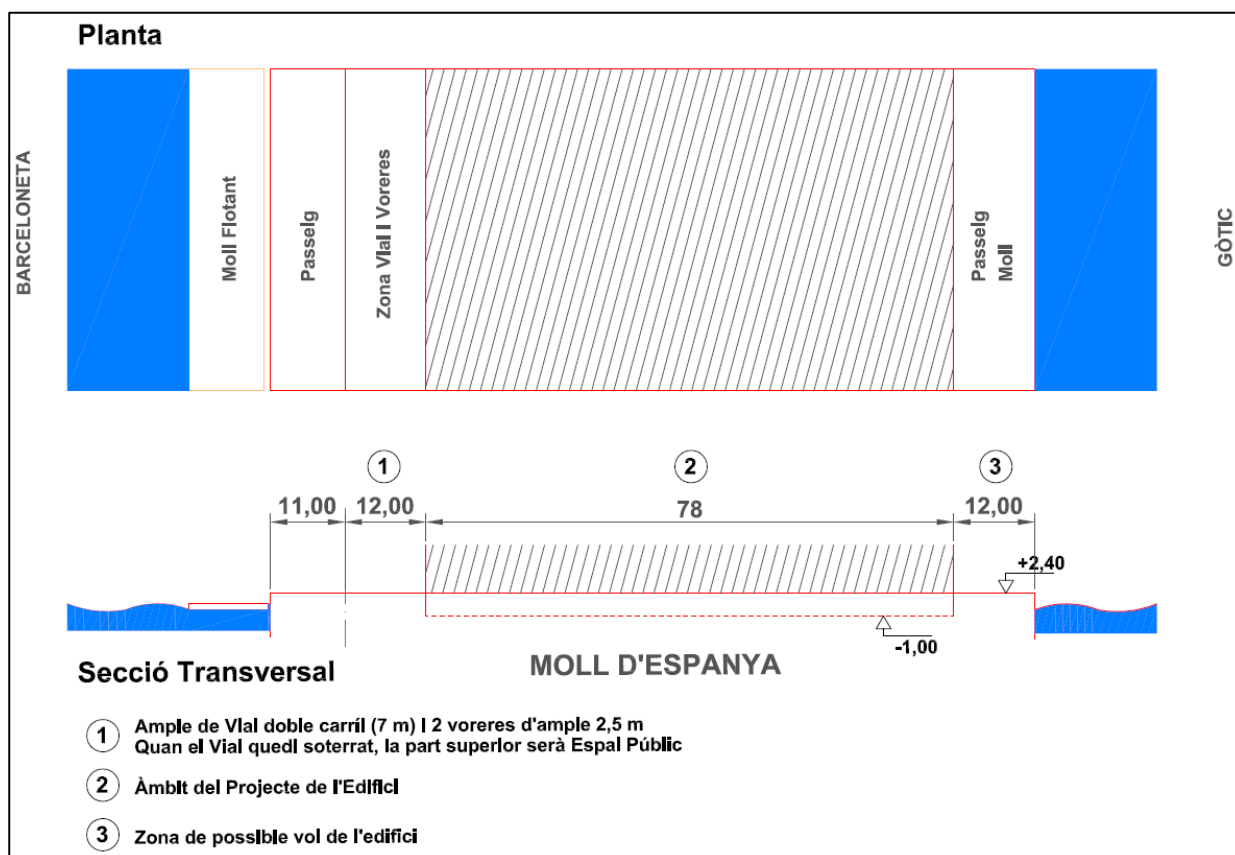 Planta
BARCELONETA
Moll Flotant
Passeig
Zona Vial i Voreres
Passeig
Moll
GÒTIC
1
2
3
11,00
12,00
78
12,00
+2,40
-1,00
Secció Transversal
MOLL D'ESPANYA
1 Ample de Vial doble carríl (7 m) i 2 voreres d'ample 2,5 m
Quan el Vial quedi soterrat, la part superior serà Espai Públic
2 Àmbit del Projecte de l'Edifici
3 Zona de possible vol de l'edifici